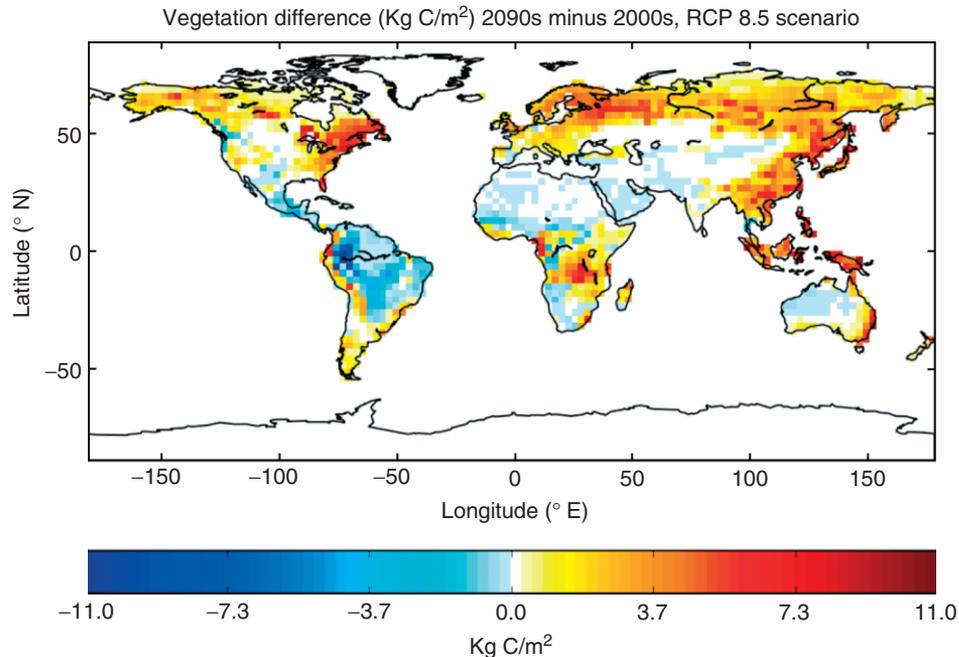 Vegetation difference (Kg C/m²) 2090s minus 2000s, RCP 8.5 scenario
Latitude (° N)
50
0
−50
−150 −100 −50 0 50 100 150
Longitude (° E)
−11.0 −7.3 −3.7 0.0 3.7 7.3 11.0
Kg C/m²